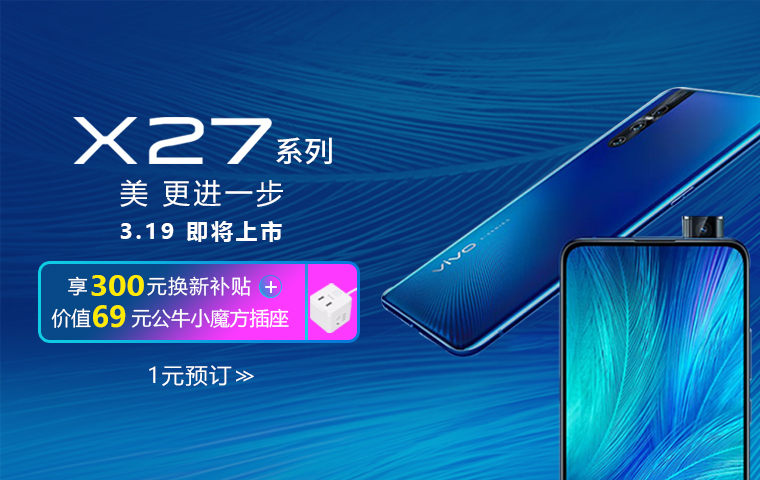 X27系列
美 更进一步
3.19 即将上市
享300元换新补贴 +
价值69元公牛小魔方插座
1元预订≫
vivo